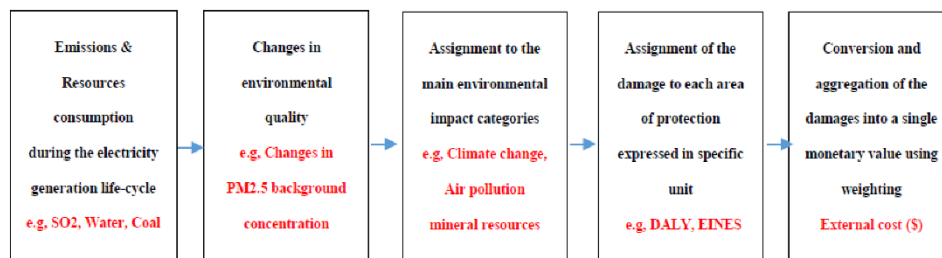 Emissions &
Resources
consumption
during the electricity
generation life-cycle
e.g, SO2, Water, Coal
Changes in
environmental
quality
e.g, Changes in
PM2.5 background
concentration
Assignment to the
main environmental
impact categories
e.g, Climate change,
Air pollution
mineral resources
Assignment of the
damage to each area
of protection
expressed in specific
unit
e.g, DALY, EINES
Conversion and
aggregation of the
damages into a single
monetary value using
weighting
External cost ($)